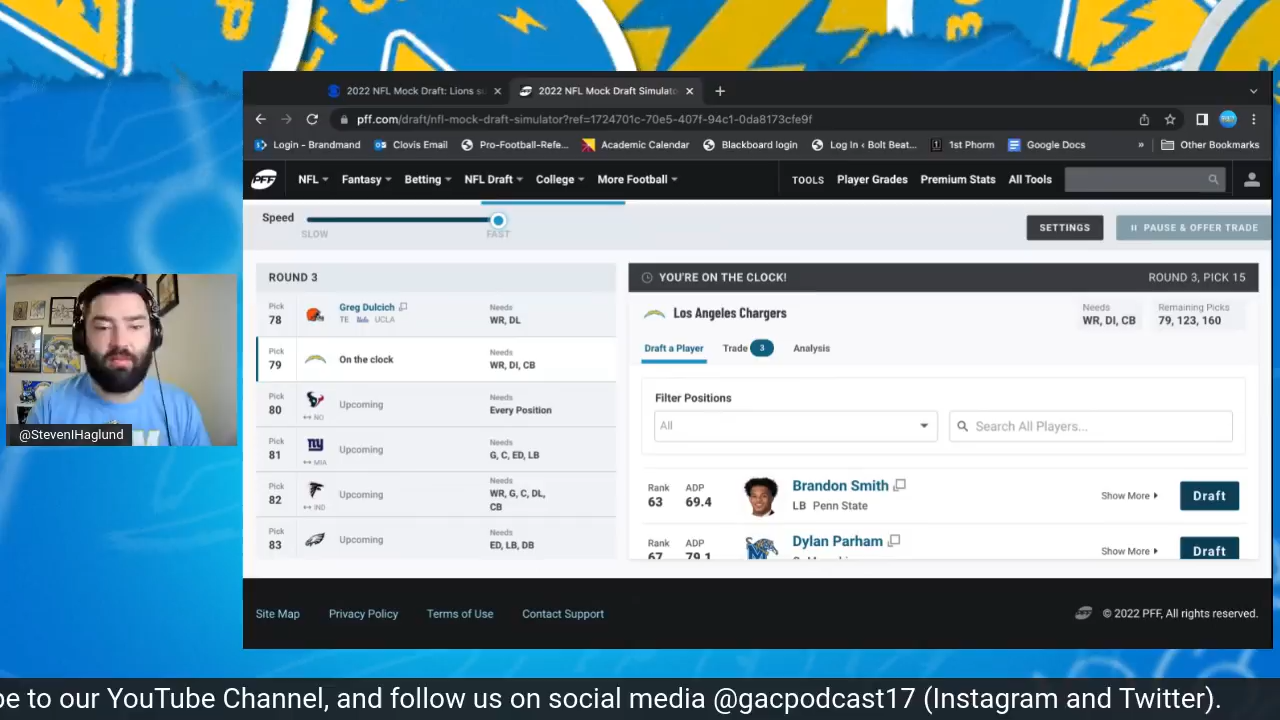 2022 NFL Mock Draft: Lions s
2022 NFL Mock Draft Simulato
pff.com/draft/nfl-mock-draft-simulator?ref=1724701c-70e5-407f-94c1-0da8173cfe9f
Login - Brandmand
Clovis Email
Pro-Football-Refe...
Academic Calendar
Blackboard login
Log In ‹ Bolt Beat...
1st Phorm
Google Docs
»
Other Bookmarks
PFF
NFL
Fantasy
Betting
NFL Draft
College
More Football
TOOLS
Player Grades
Premium Stats
All Tools
Speed
SLOW
FAST
SETTINGS
PAUSE & OFFER TRADE
ROUND 3
Pick
78
Greg Dulcich
TE UCLA
Needs
WR, DL
Pick
79
On the clock
Needs
WR, DI, CB
Pick
80
↔ NO
Upcoming
Needs
Every Position
Pick
81
↔ MIA
Upcoming
Needs
G, C, ED, LB
Pick
82
↔ IND
Upcoming
Needs
WR, G, C, DL,
CB
Pick
83
Upcoming
Needs
ED, LB, DB
YOU'RE ON THE CLOCK!
ROUND 3, PICK 15
Los Angeles Chargers
Needs
WR, DI, CB
Remaining Picks
79, 123, 160
Draft a Player
Trade 3
Analysis
Filter Positions
All
Search All Players...
Rank
63
ADP
69.4
Brandon Smith
LB Penn State
Show More
Draft
Rank
67
ADP
79.1
Dylan Parham
Show More
Draft
@StevenIHaglund
Site Map
Privacy Policy
Terms of Use
Contact Support
© 2022 PFF, All rights reserved.
be to our YouTube Channel, and follow us on social media @gacpodcast17 (Instagram and Twitter).